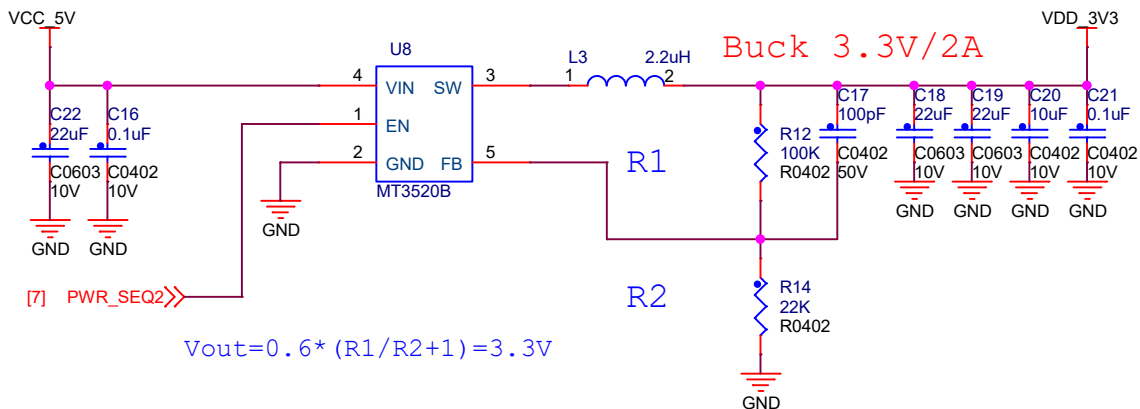 VCC_5V
VDD_3V3
Buck 3.3V/2A
U8
L3
2.2uH
4
VIN
SW
3
1
2
1
EN
2
GND
FB
5
MT3520B
C22
22uF
C0603
10V
C16
0.1uF
C0402
10V
GND
GND
GND
R1
R12
100K
R0402
C17
100pF
C0402
50V
C18
22uF
C0603
10V
C19
22uF
C0603
10V
C20
10uF
C0402
10V
C21
0.1uF
C0402
10V
GND
GND
GND
GND
[7]
PWR_SEQ2
R2
R14
22K
R0402
Vout=0.6*(R1/R2+1)=3.3V
GND